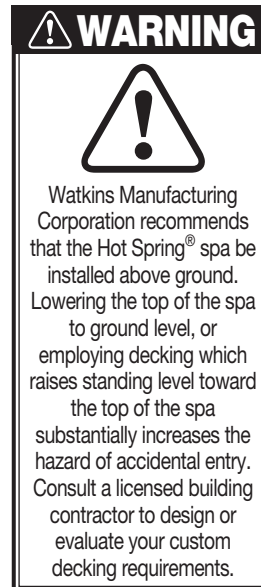 WARNING
Watkins Manufacturing
Corporation recommends
that the Hot Spring® spa be
installed above ground.
Lowering the top of the spa
to ground level, or
employing decking which
raises standing level toward
the top of the spa
substantially increases the
hazard of accidental entry.
Consult a licensed building
contractor to design or
evaluate your custom
decking requirements.